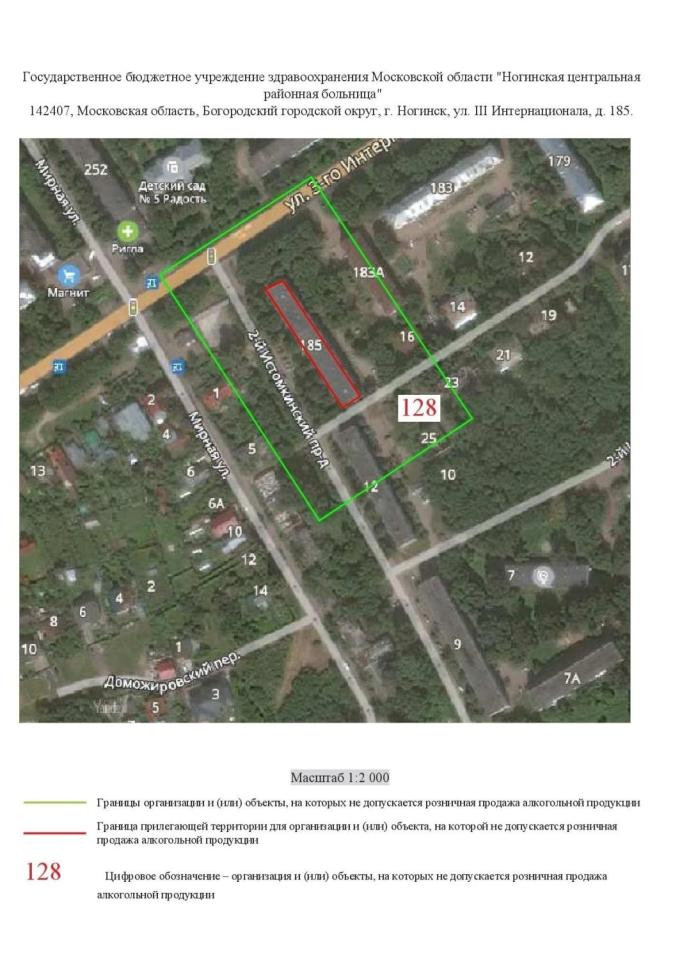 Государственное бюджетное учреждение здравоохранения Московской области "Ногинская центральная
районная больница"
142407, Московская область, Богородский городской округ, г. Ногинск, ул. III Интернационала, д. 185.
Мирная ул.
252
Детский сад
№ 5 Радость
ул. 3-го Интерн
183
179
Ригла
Магнит
183А
12
14
19
16
21
185
2-й Истомкинский пр-д
23
128
25
2
1
4
Мирная ул.
5
13
6
12
10
6А
10
12
2
14
4
6
8
7
10
1
9
Доможировский пер.
3
7А
5
Yandex
Масштаб 1:2 000
Границы организации и (или) объекты, на которых не допускается розничная продажа алкогольной продукции
Граница прилегающей территории для организации и (или) объекта, на которой не допускается розничная
продажа алкогольной продукции
128
Цифровое обозначение – организация и (или) объекты, на которых не допускается розничная продажа
алкогольной продукции